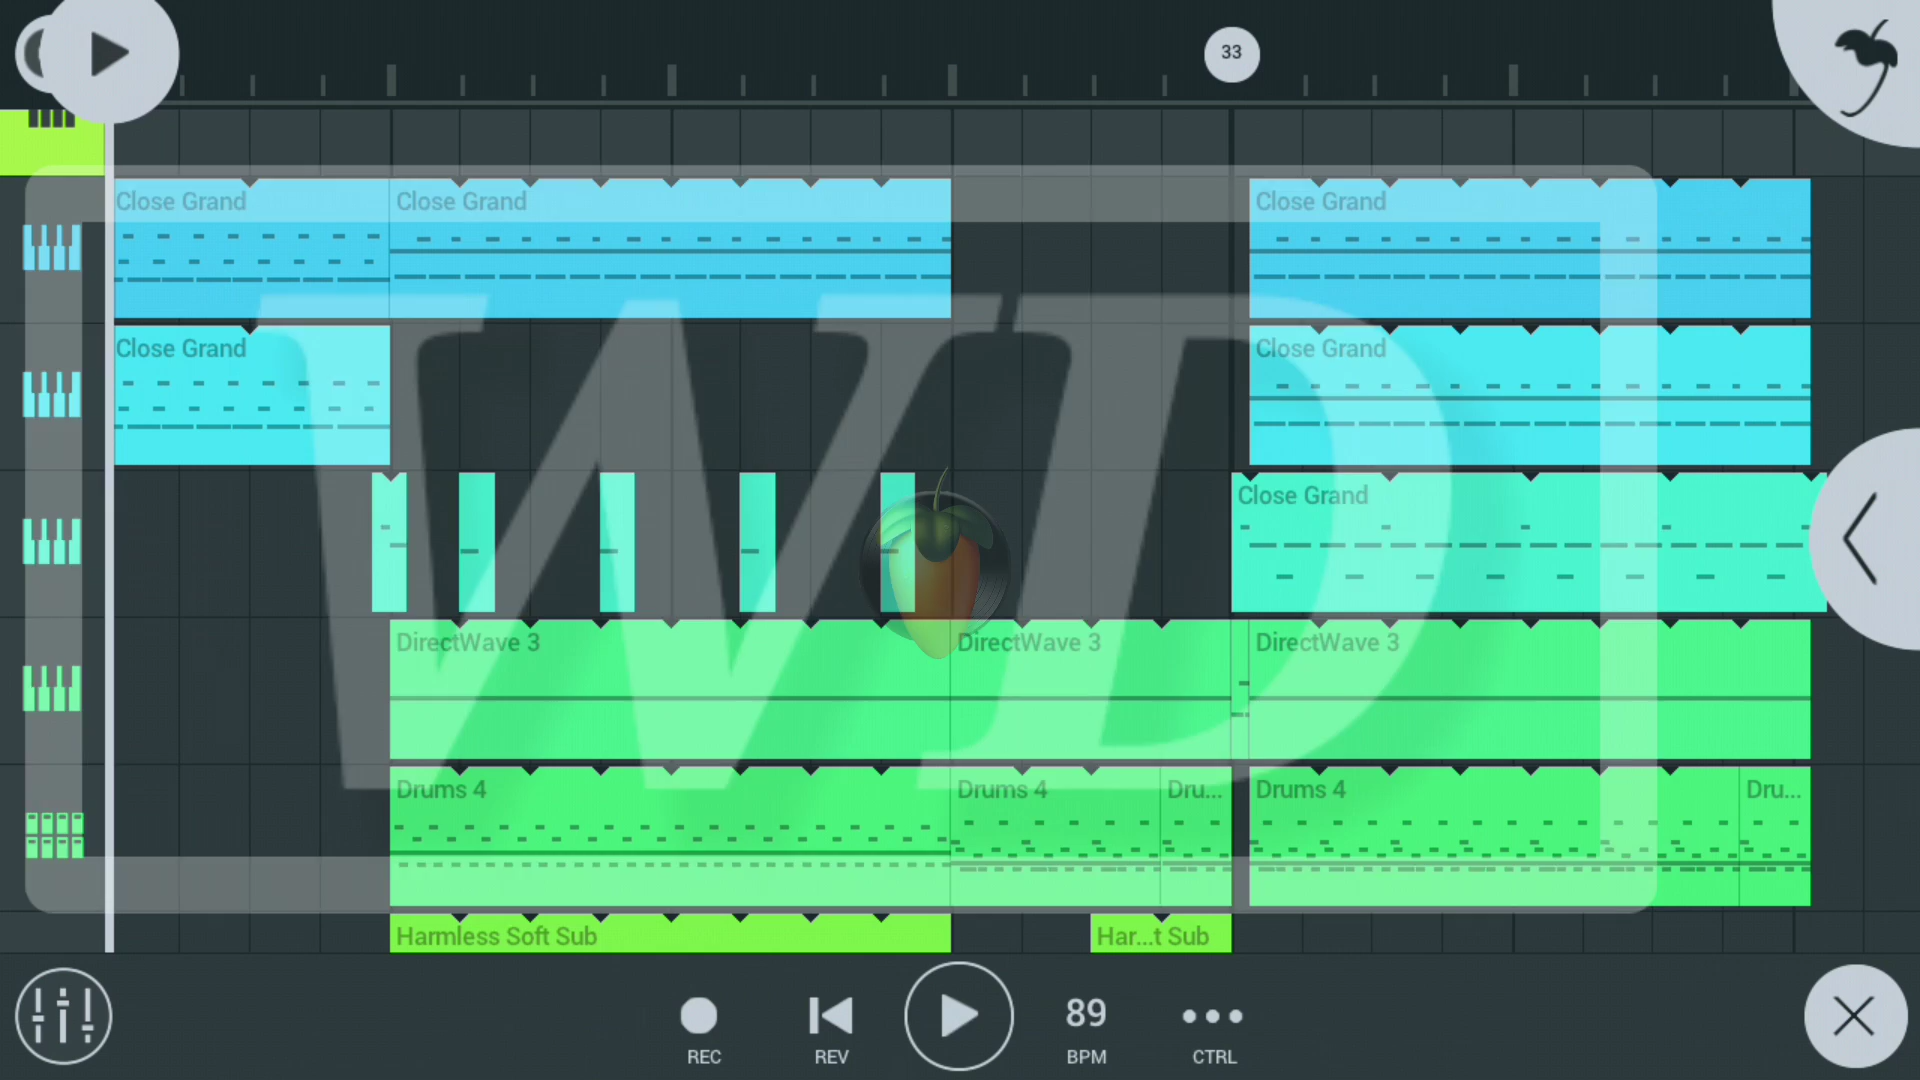 33
Close Grand Close Grand Close Grand
Close Grand Close Grand
Close Grand
DirectWave 3 DirectWave 3 DirectWave 3
Drums 4 Drums 4 Dru... Drums 4 Dru...
Harmless Soft Sub Har...t Sub
WD
89
REC REV BPM CTRL